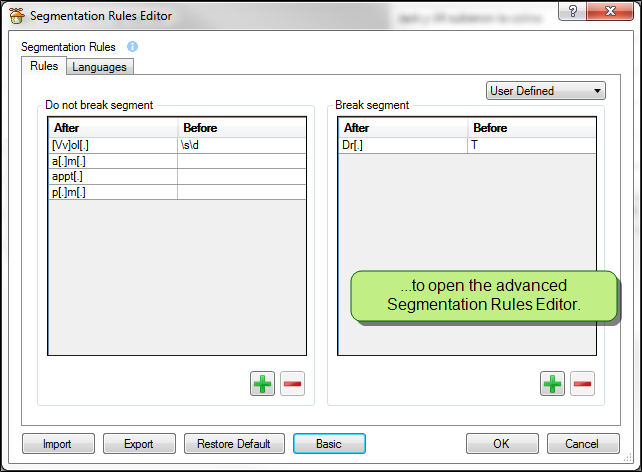 Segmentation Rules Editor
?
Segmentation Rules
Rules
Languages
User Defined
Do not break segment
After Before
[Vv]ol[.] \s\d
a[.]m[.]
appt[.]
p[.]m[.]
Break segment
After Before
Dr[.] T
...to open the advanced
Segmentation Rules Editor.
Import
Export
Restore Default
Basic
OK
Cancel